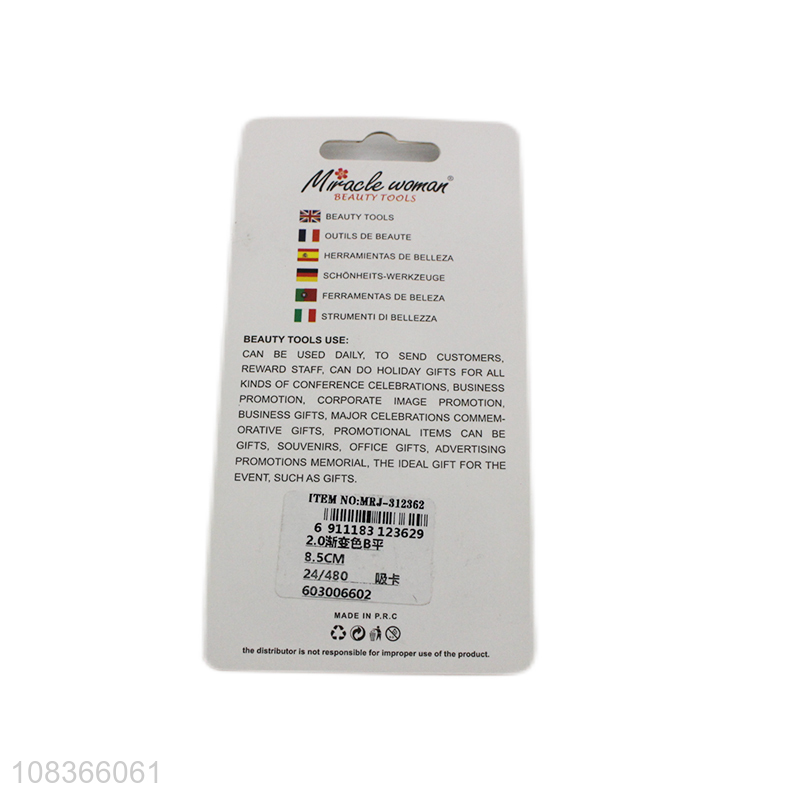 Miracle woman®
BEAUTY TOOLS
BEAUTY TOOLS
OUTILS DE BEAUTE
HERRAMIENTAS DE BELLEZA
SCHÖNHEITS-WERKZEUGE
FERRAMENTAS DE BELEZA
STRUMENTI DI BELLEZZA
BEAUTY TOOLS USE:
CAN BE USED DAILY, TO SEND CUSTOMERS,
REWARD STAFF, CAN DO HOLIDAY GIFTS FOR ALL
KINDS OF CONFERENCE CELEBRATIONS, BUSINESS
PROMOTION, CORPORATE IMAGE PROMOTION,
BUSINESS GIFTS, MAJOR CELEBRATIONS COMMEM-
ORATIVE GIFTS, PROMOTIONAL ITEMS CAN BE
GIFTS, SOUVENIRS, OFFICE GIFTS, ADVERTISING
PROMOTIONS MEMORIAL, THE IDEAL GIFT FOR THE
EVENT, SUCH AS GIFTS.
ITEM NO:MRJ-312362
6 911183 123629
2.0渐变色B平
8.5CM
24/480 吸卡
603006602
MADE IN P.R.C
the distributor is not responsible for improper use of the product.
108366061